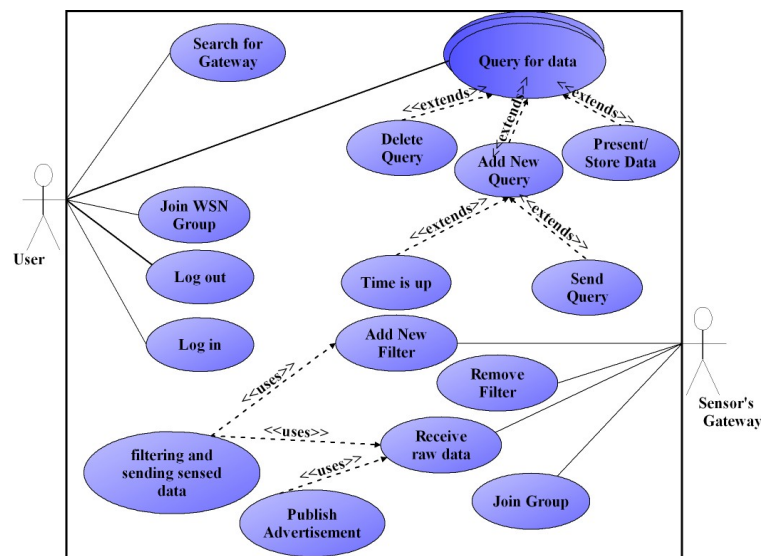 Search for
Gateway
Query for data
<<extends>>
<<extends>>
<<extends>>
Delete
Query
Add New
Query
Present/
Store Data
Join WSN
Group
<<extends>>
<<extends>>
User
Log out
Time is up
Send
Query
Log in
Add New
Filter
<<uses>>
Remove
Filter
Sensor's
Gateway
<<uses>>
Receive
raw data
filtering and
sending sensed
data
<<uses>>
Join Group
Publish
Advertisement